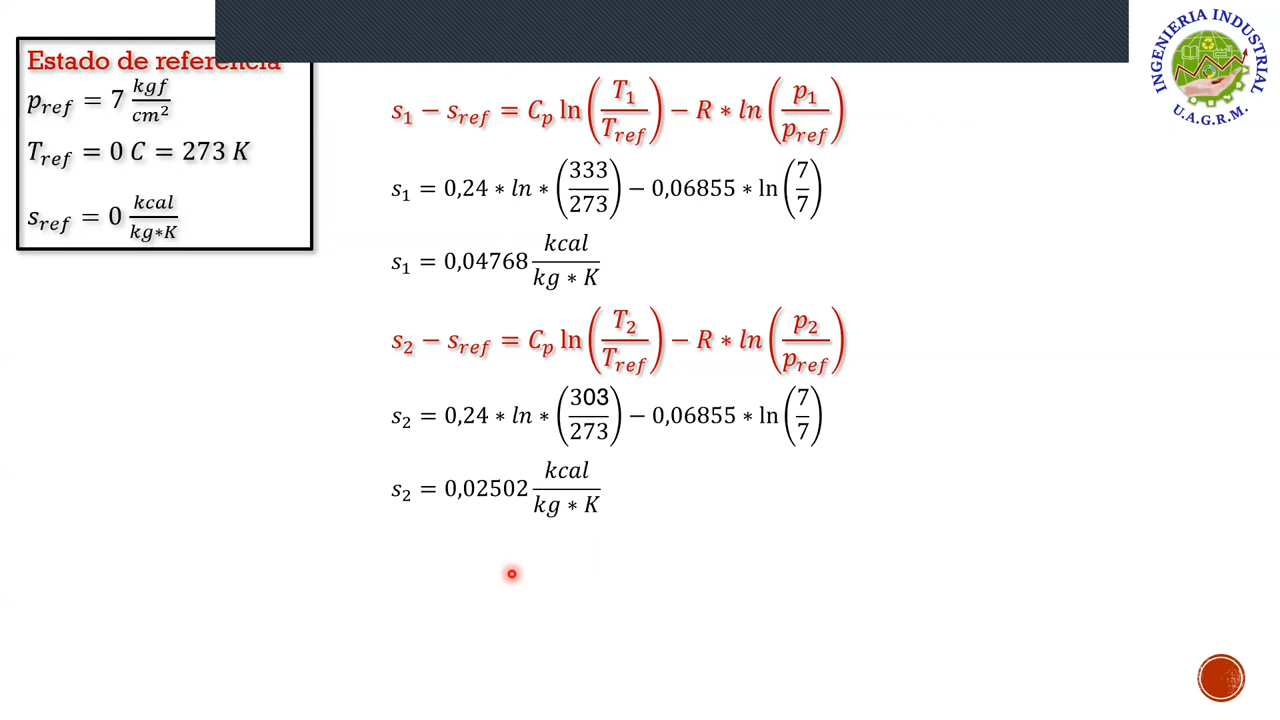 Estado de referencia
p_ref = 7 kgf/cm²
T_ref = 0 C = 273 K
s_ref = 0 kcal/kg∗K
s₁ − s_ref = C_p ln(T₁/T_ref) − R ∗ ln(p₁/p_ref)
s₁ = 0,24 ∗ ln ∗ (333/273) − 0,06855 ∗ ln(7/7)
s₁ = 0,04768 kcal/kg ∗ K
s₂ − s_ref = C_p ln(T₂/T_ref) − R ∗ ln(p₂/p_ref)
s₂ = 0,24 ∗ ln ∗ (303/273) − 0,06855 ∗ ln(7/7)
s₂ = 0,02502 kcal/kg ∗ K
INGENIERIA INDUSTRIAL
U.A.G.R.M.